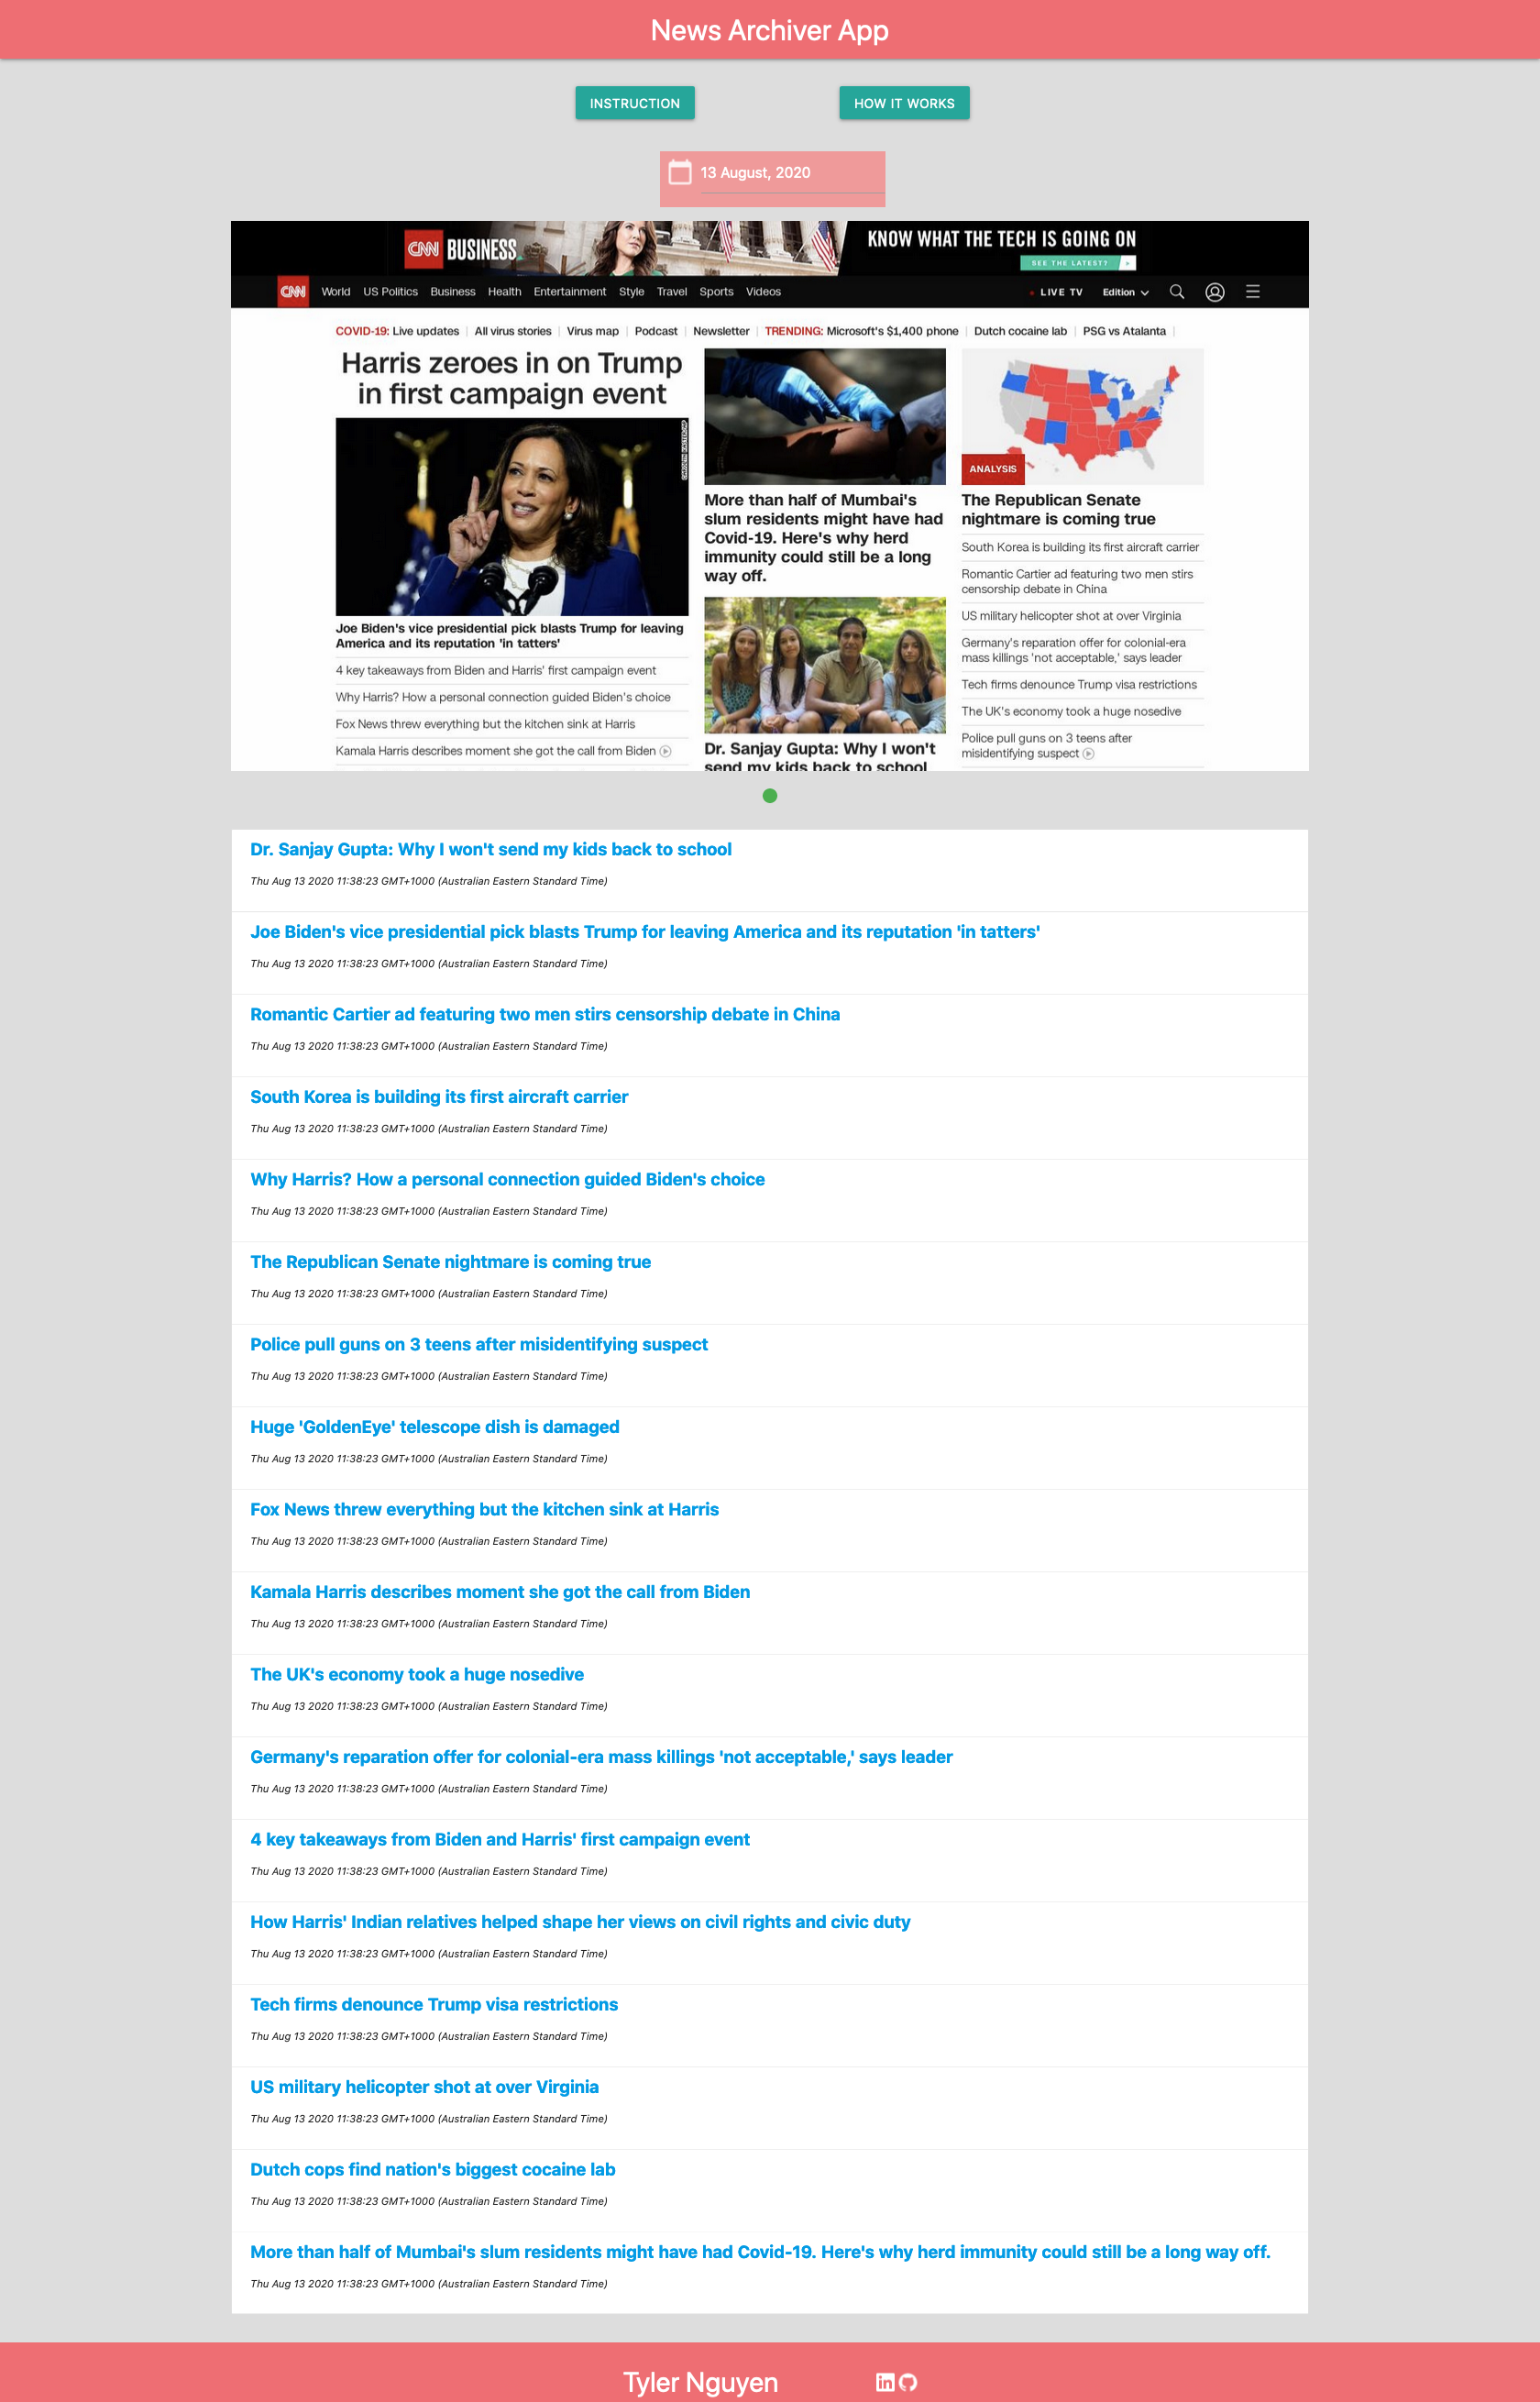 News Archiver App
INSTRUCTION
HOW IT WORKS
13 August, 2020
CNN BUSINESS
KNOW WHAT THE TECH IS GOING ON
SEE THE LATEST?
CNN World US Politics Business Health Entertainment Style Travel Sports Videos LIVE TV Edition
COVID-19: Live updates All virus stories Virus map Podcast Newsletter TRENDING: Microsoft's $1,400 phone Dutch cocaine lab PSG vs Atalanta
Harris zeroes in on Trump
in first campaign event
Joe Biden's vice presidential pick blasts Trump for leaving
America and its reputation 'in tatters'
4 key takeaways from Biden and Harris' first campaign event
Why Harris? How a personal connection guided Biden's choice
Fox News threw everything but the kitchen sink at Harris
Kamala Harris describes moment she got the call from Biden
More than half of Mumbai's
slum residents might have had
Covid-19. Here's why herd
immunity could still be a long
way off.
Dr. Sanjay Gupta: Why I won't
send my kids back to school
ANALYSIS
The Republican Senate
nightmare is coming true
South Korea is building its first aircraft carrier
Romantic Cartier ad featuring two men stirs
censorship debate in China
US military helicopter shot at over Virginia
Germany's reparation offer for colonial-era
mass killings 'not acceptable,' says leader
Tech firms denounce Trump visa restrictions
The UK's economy took a huge nosedive
Police pull guns on 3 teens after
misidentifying suspect
Dr. Sanjay Gupta: Why I won't send my kids back to school
Thu Aug 13 2020 11:38:23 GMT+1000 (Australian Eastern Standard Time)
Joe Biden's vice presidential pick blasts Trump for leaving America and its reputation 'in tatters'
Thu Aug 13 2020 11:38:23 GMT+1000 (Australian Eastern Standard Time)
Romantic Cartier ad featuring two men stirs censorship debate in China
Thu Aug 13 2020 11:38:23 GMT+1000 (Australian Eastern Standard Time)
South Korea is building its first aircraft carrier
Thu Aug 13 2020 11:38:23 GMT+1000 (Australian Eastern Standard Time)
Why Harris? How a personal connection guided Biden's choice
Thu Aug 13 2020 11:38:23 GMT+1000 (Australian Eastern Standard Time)
The Republican Senate nightmare is coming true
Thu Aug 13 2020 11:38:23 GMT+1000 (Australian Eastern Standard Time)
Police pull guns on 3 teens after misidentifying suspect
Thu Aug 13 2020 11:38:23 GMT+1000 (Australian Eastern Standard Time)
Huge 'GoldenEye' telescope dish is damaged
Thu Aug 13 2020 11:38:23 GMT+1000 (Australian Eastern Standard Time)
Fox News threw everything but the kitchen sink at Harris
Thu Aug 13 2020 11:38:23 GMT+1000 (Australian Eastern Standard Time)
Kamala Harris describes moment she got the call from Biden
Thu Aug 13 2020 11:38:23 GMT+1000 (Australian Eastern Standard Time)
The UK's economy took a huge nosedive
Thu Aug 13 2020 11:38:23 GMT+1000 (Australian Eastern Standard Time)
Germany's reparation offer for colonial-era mass killings 'not acceptable,' says leader
Thu Aug 13 2020 11:38:23 GMT+1000 (Australian Eastern Standard Time)
4 key takeaways from Biden and Harris' first campaign event
Thu Aug 13 2020 11:38:23 GMT+1000 (Australian Eastern Standard Time)
How Harris' Indian relatives helped shape her views on civil rights and civic duty
Thu Aug 13 2020 11:38:23 GMT+1000 (Australian Eastern Standard Time)
Tech firms denounce Trump visa restrictions
Thu Aug 13 2020 11:38:23 GMT+1000 (Australian Eastern Standard Time)
US military helicopter shot at over Virginia
Thu Aug 13 2020 11:38:23 GMT+1000 (Australian Eastern Standard Time)
Dutch cops find nation's biggest cocaine lab
Thu Aug 13 2020 11:38:23 GMT+1000 (Australian Eastern Standard Time)
More than half of Mumbai's slum residents might have had Covid-19. Here's why herd immunity could still be a long way off.
Thu Aug 13 2020 11:38:23 GMT+1000 (Australian Eastern Standard Time)
Tyler Nguyen